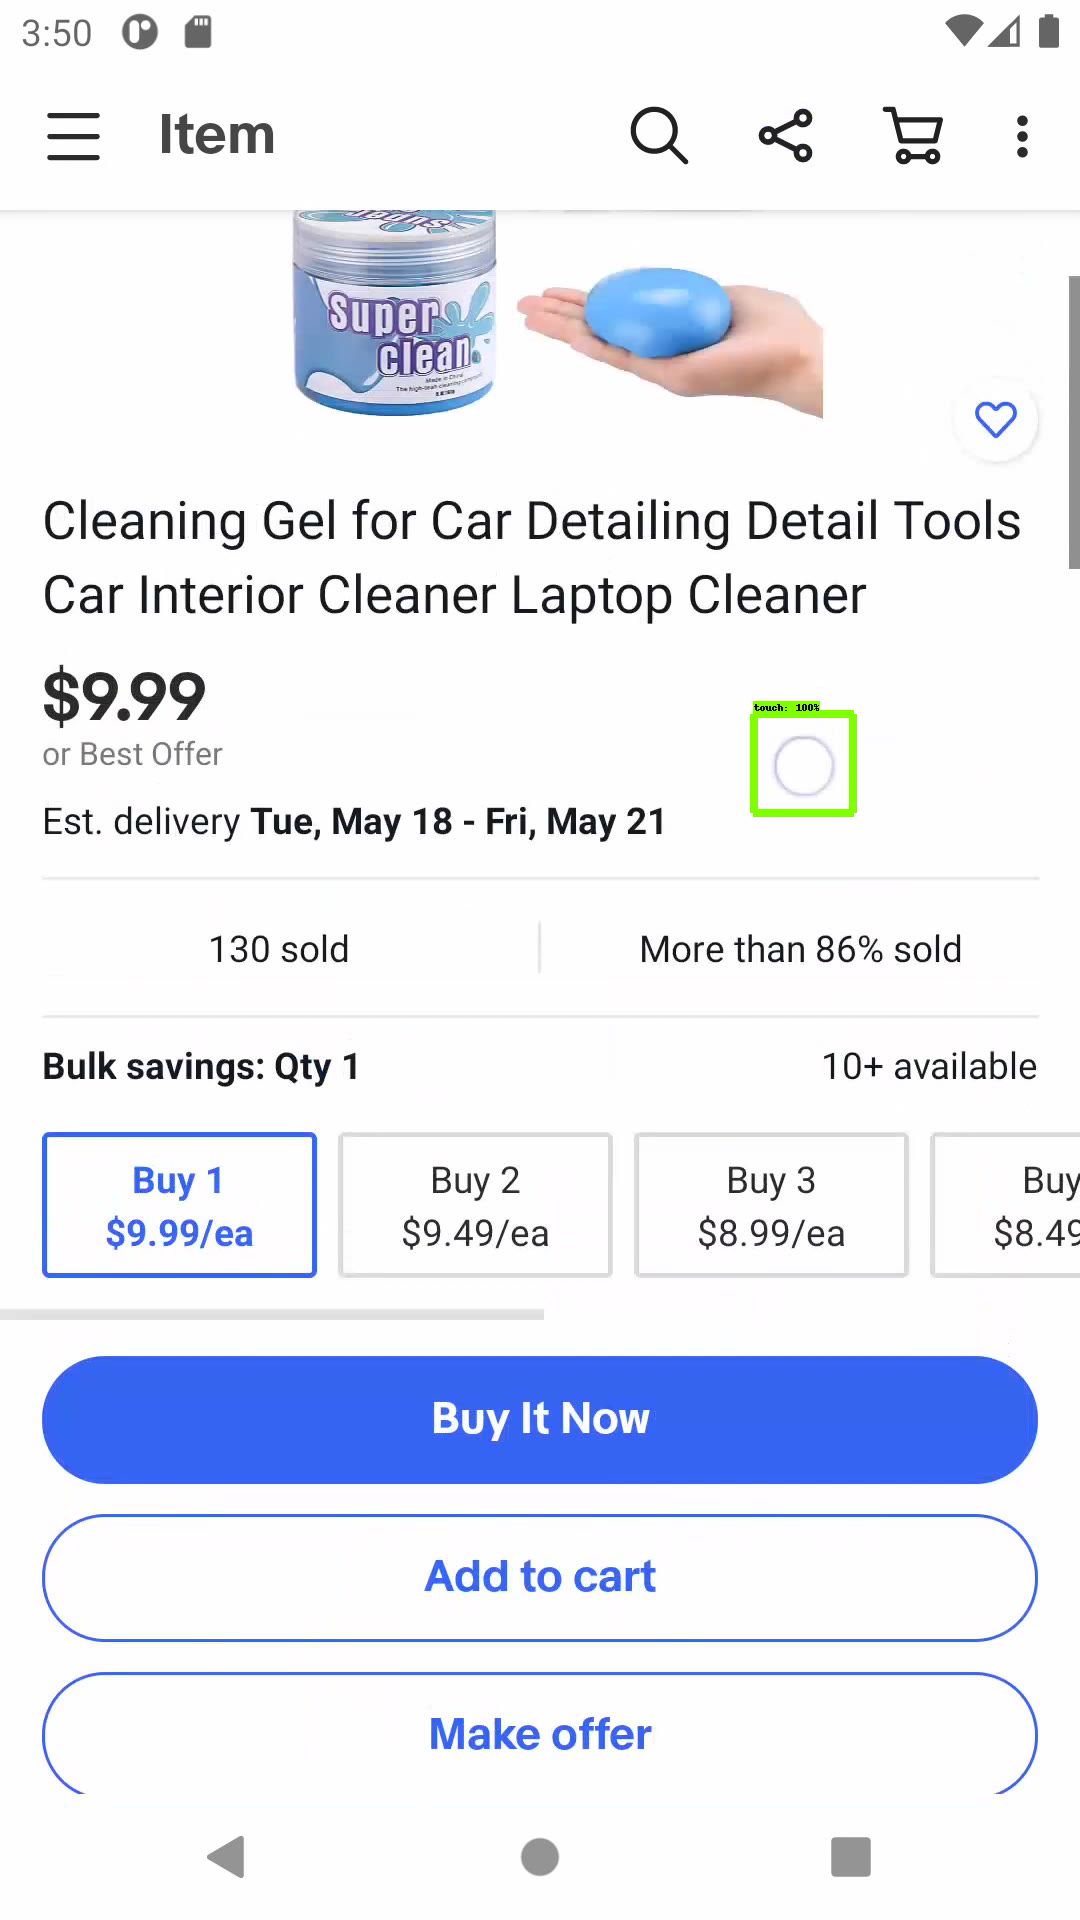 3:50
Item
Super
clean
Made in China
Cleaning Gel for Car Detailing Detail Tools
Car Interior Cleaner Laptop Cleaner
$9.99
or Best Offer
touch: 100%
Est. delivery Tue, May 18 - Fri, May 21
130 sold
More than 86% sold
Bulk savings: Qty 1
10+ available
Buy 1
$9.99/ea
Buy 2
$9.49/ea
Buy 3
$8.99/ea
Buy
$8.49
Buy It Now
Add to cart
Make offer